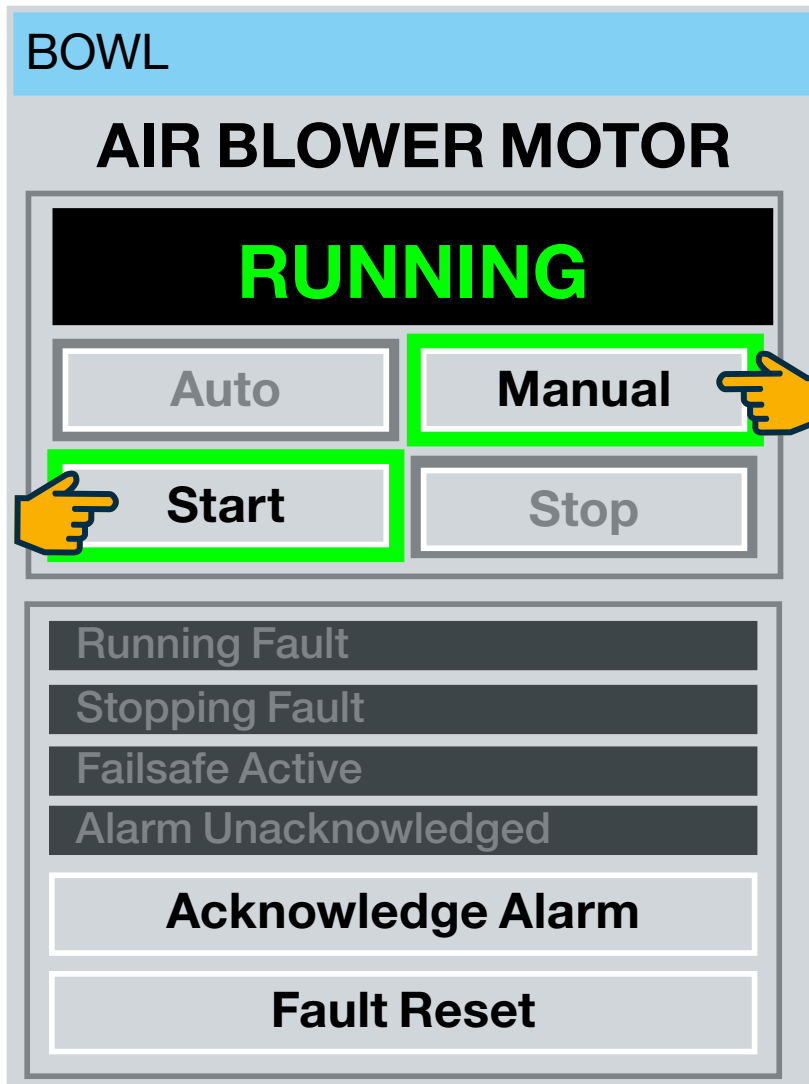 BOWL
AIR BLOWER MOTOR
RUNNING
Auto Manual
Start Stop
Running Fault
Stopping Fault
Failsafe Active
Alarm Unacknowledged
Acknowledge Alarm
Fault Reset